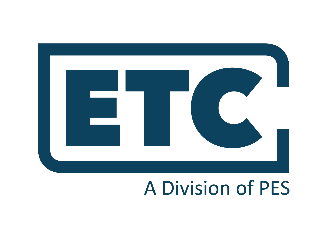 ETC
A Division of PES